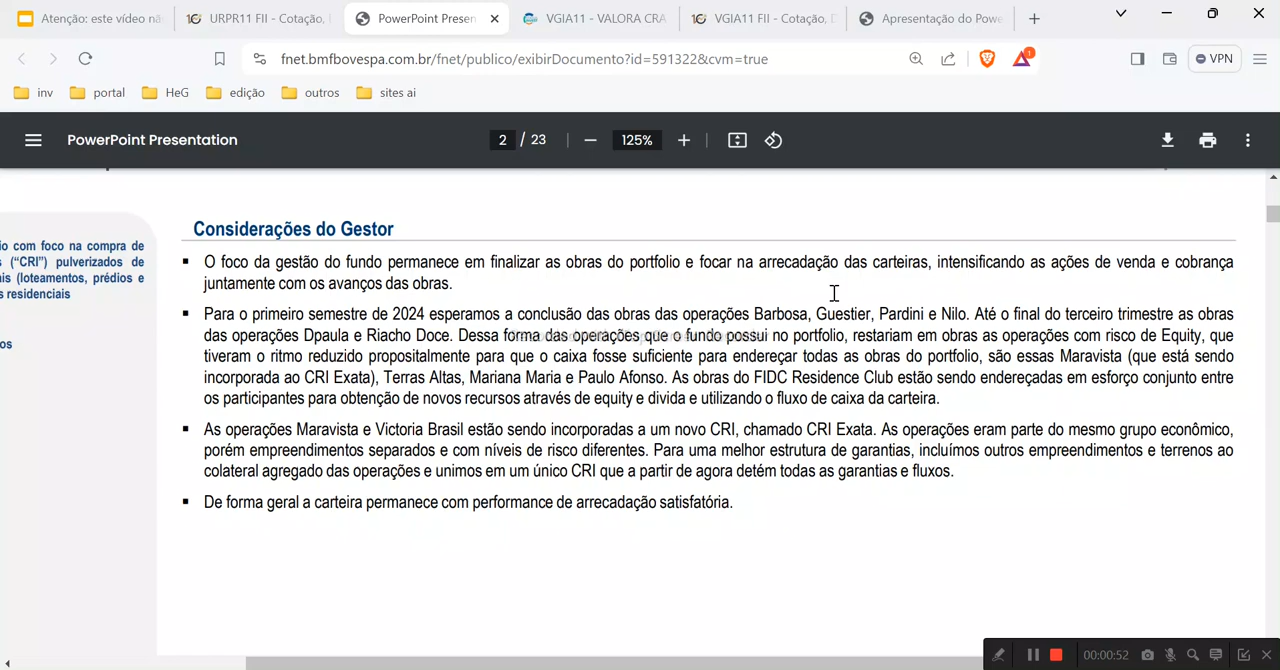 Atenção: este vídeo nã
URPR11 FII - Cotação, I
PowerPoint Presen
VGIA11 - VALORA CRA
VGIA11 FII - Cotação, D
Apresentação do Powe
fnet.bmfbovespa.com.br/fnet/publico/exibirDocumento?id=591322&cvm=true
1
VPN
inv
portal
HeG
edição
outros
sites ai
PowerPoint Presentation
2 / 23
125%
Considerações do Gestor
io com foco na compra de
s (“CRI”) pulverizados de
ais (loteamentos, prédios e
s residenciais
os
▪ O foco da gestão do fundo permanece em finalizar as obras do portfolio e focar na arrecadação das carteiras, intensificando as ações de venda e cobrança
juntamente com os avanços das obras.
▪ Para o primeiro semestre de 2024 esperamos a conclusão das obras das operações Barbosa, Guestier, Pardini e Nilo. Até o final do terceiro trimestre as obras
das operações Dpaula e Riacho Doce. Dessa forma das operações que o fundo possui no portfolio, restariam em obras as operações com risco de Equity, que
tiveram o ritmo reduzido propositalmente para que o caixa fosse suficiente para endereçar todas as obras do portfolio, são essas Maravista (que está sendo
incorporada ao CRI Exata), Terras Altas, Mariana Maria e Paulo Afonso. As obras do FIDC Residence Club estão sendo endereçadas em esforço conjunto entre
os participantes para obtenção de novos recursos através de equity e divida e utilizando o fluxo de caixa da carteira.
▪ As operações Maravista e Victoria Brasil estão sendo incorporadas a um novo CRI, chamado CRI Exata. As operações eram parte do mesmo grupo econômico,
porém empreendimentos separados e com níveis de risco diferentes. Para uma melhor estrutura de garantias, incluímos outros empreendimentos e terrenos ao
colateral agregado das operações e unimos em um único CRI que a partir de agora detém todas as garantias e fluxos.
▪ De forma geral a carteira permanece com performance de arrecadação satisfatória.
00:00:52